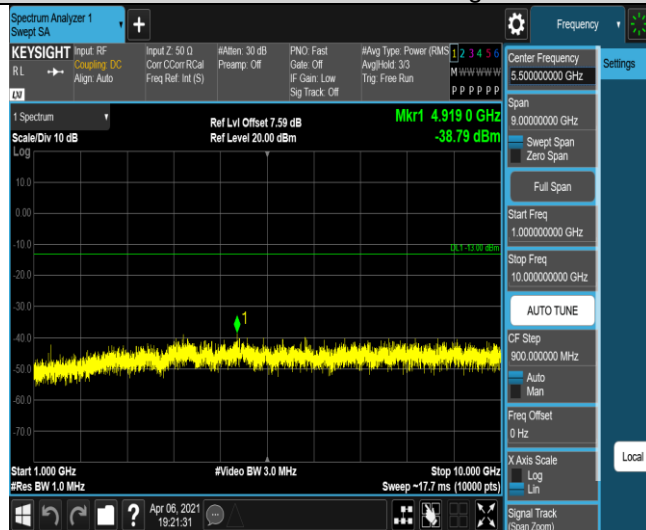 Spectrum Analyzer 1
Swept SA
Frequency
KEYSIGHT
RL
Input: RF
Coupling: DC
Align: Auto
Input Z: 50 Ω
Corr CCorr RCal
Freq Ref: Int (S)
#Atten: 30 dB
Preamp: Off
PNO: Fast
Gate: Off
IF Gain: Low
Sig Track: Off
#Avg Type: Power (RMS
Avg|Hold: 3/3
Trig: Free Run
1 2 3 4 5 6
M W W W W W
P P P P P P
LXI
1 Spectrum
Scale/Div 10 dB
Ref Lvl Offset 7.59 dB
Ref Level 20.00 dBm
Mkr1 4.919 0 GHz
-38.79 dBm
Log
10.0
0.00
-10.0
DL1 -13.00 dBm
-20.0
-30.0
1
-40.0
-50.0
-60.0
-70.0
Start 1.000 GHz
#Res BW 1.0 MHz
#Video BW 3.0 MHz
Stop 10.000 GHz
Sweep ~17.7 ms (10000 pts)
Center Frequency
5.50000000 GHz
Span
9.00000000 GHz
Swept Span
Zero Span
Full Span
Start Freq
1.000000000 GHz
Stop Freq
10.000000000 GHz
AUTO TUNE
CF Step
900.000000 MHz
Auto
Man
Freq Offset
0 Hz
X Axis Scale
Log
Lin
Signal Track
(Span Zoom)
Settings
Local
?
Apr 06, 2021
19:21:31